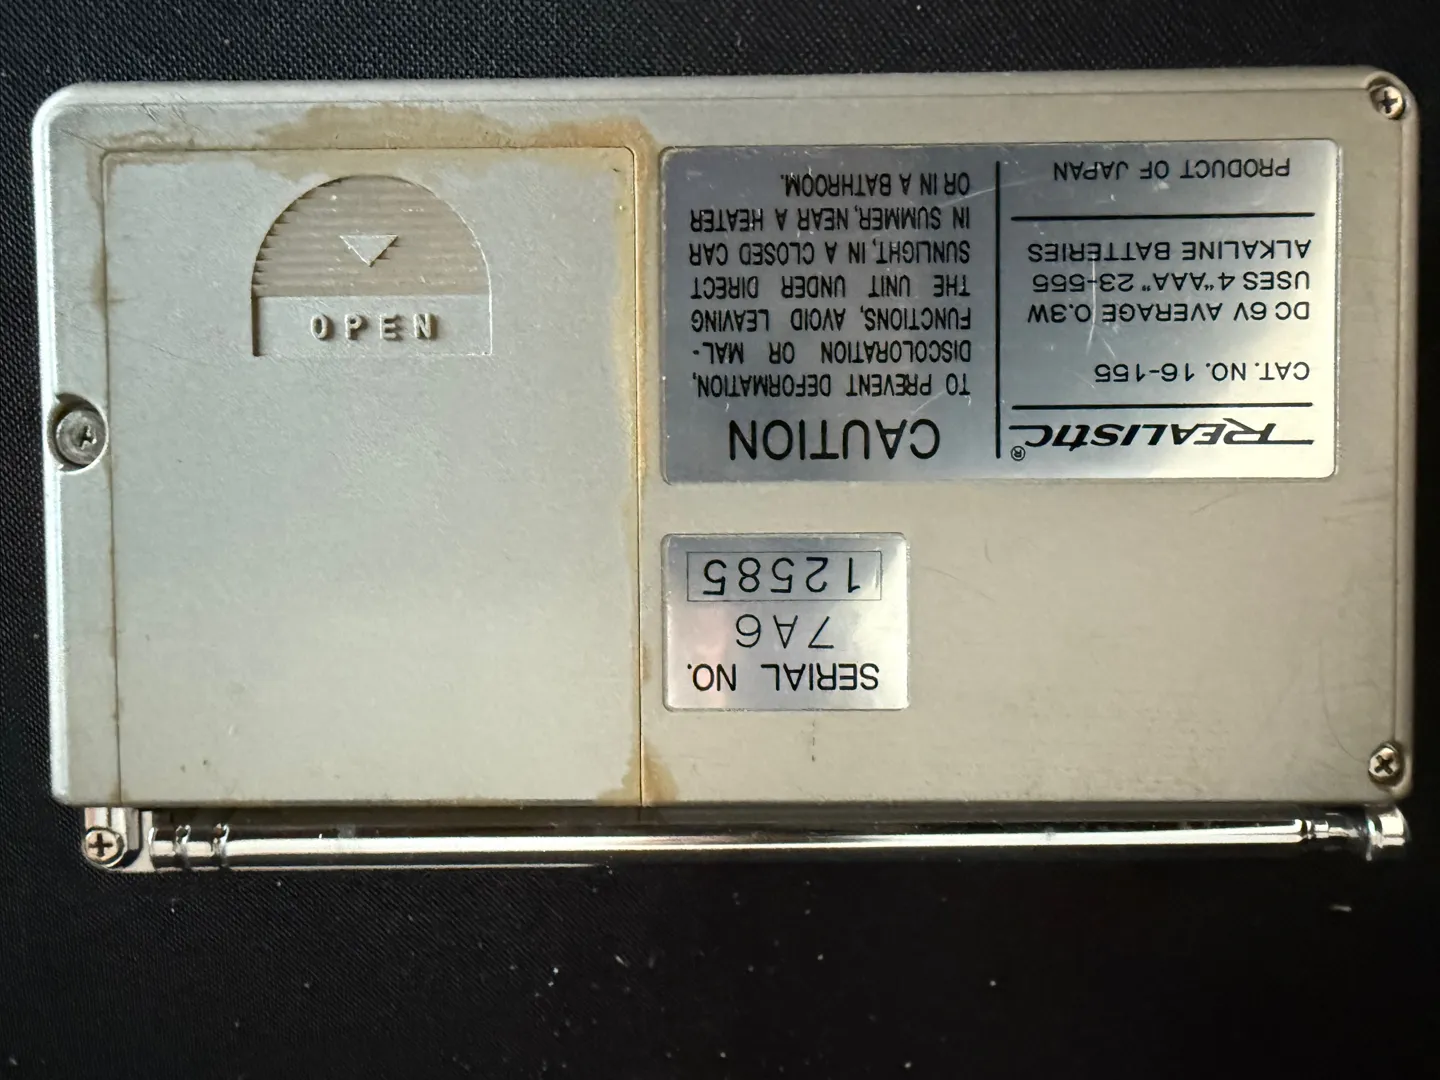 REALISTIC®
CAT. NO. 16-155
DC 6V AVERAGE 0.3W
USES 4 "AAA" 23-555
ALKALINE BATTERIES
PRODUCT OF JAPAN
CAUTION
TO PREVENT DEFORMATION,
DISCOLORATION OR MAL-
FUNCTIONS, AVOID LEAVING
THE UNIT UNDER DIRECT
SUNLIGHT, IN A CLOSED CAR
IN SUMMER, NEAR A HEATER
OR IN A BATHROOM.
SERIAL NO.
7A6
12585
OPEN